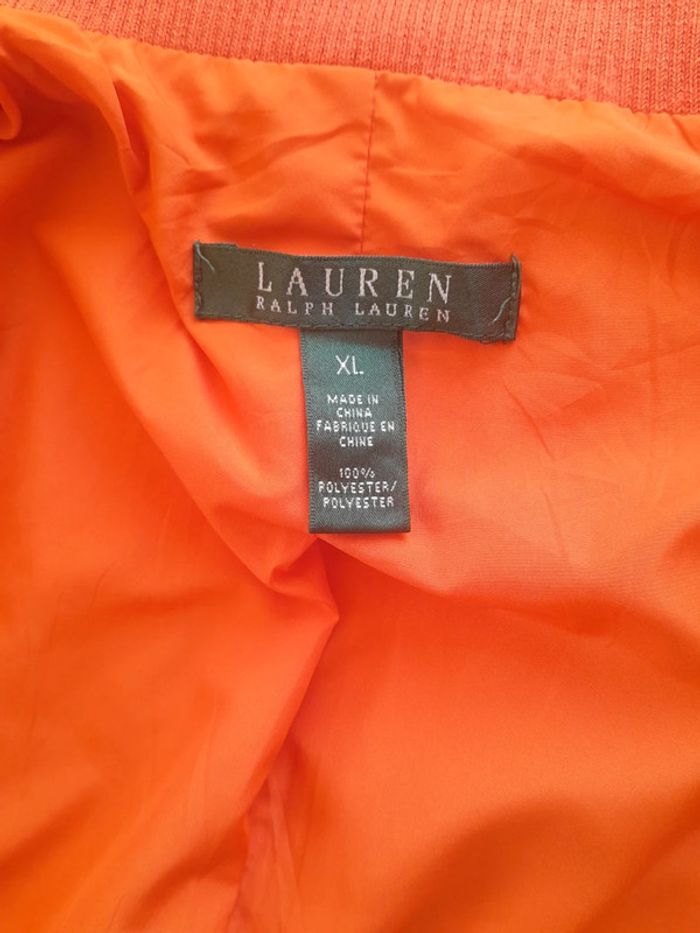 LAUREN
RALPH LAUREN
XL
MADE IN
CHINA
FABRIQUE EN
CHINE
100%
POLYESTER/
POLYESTER